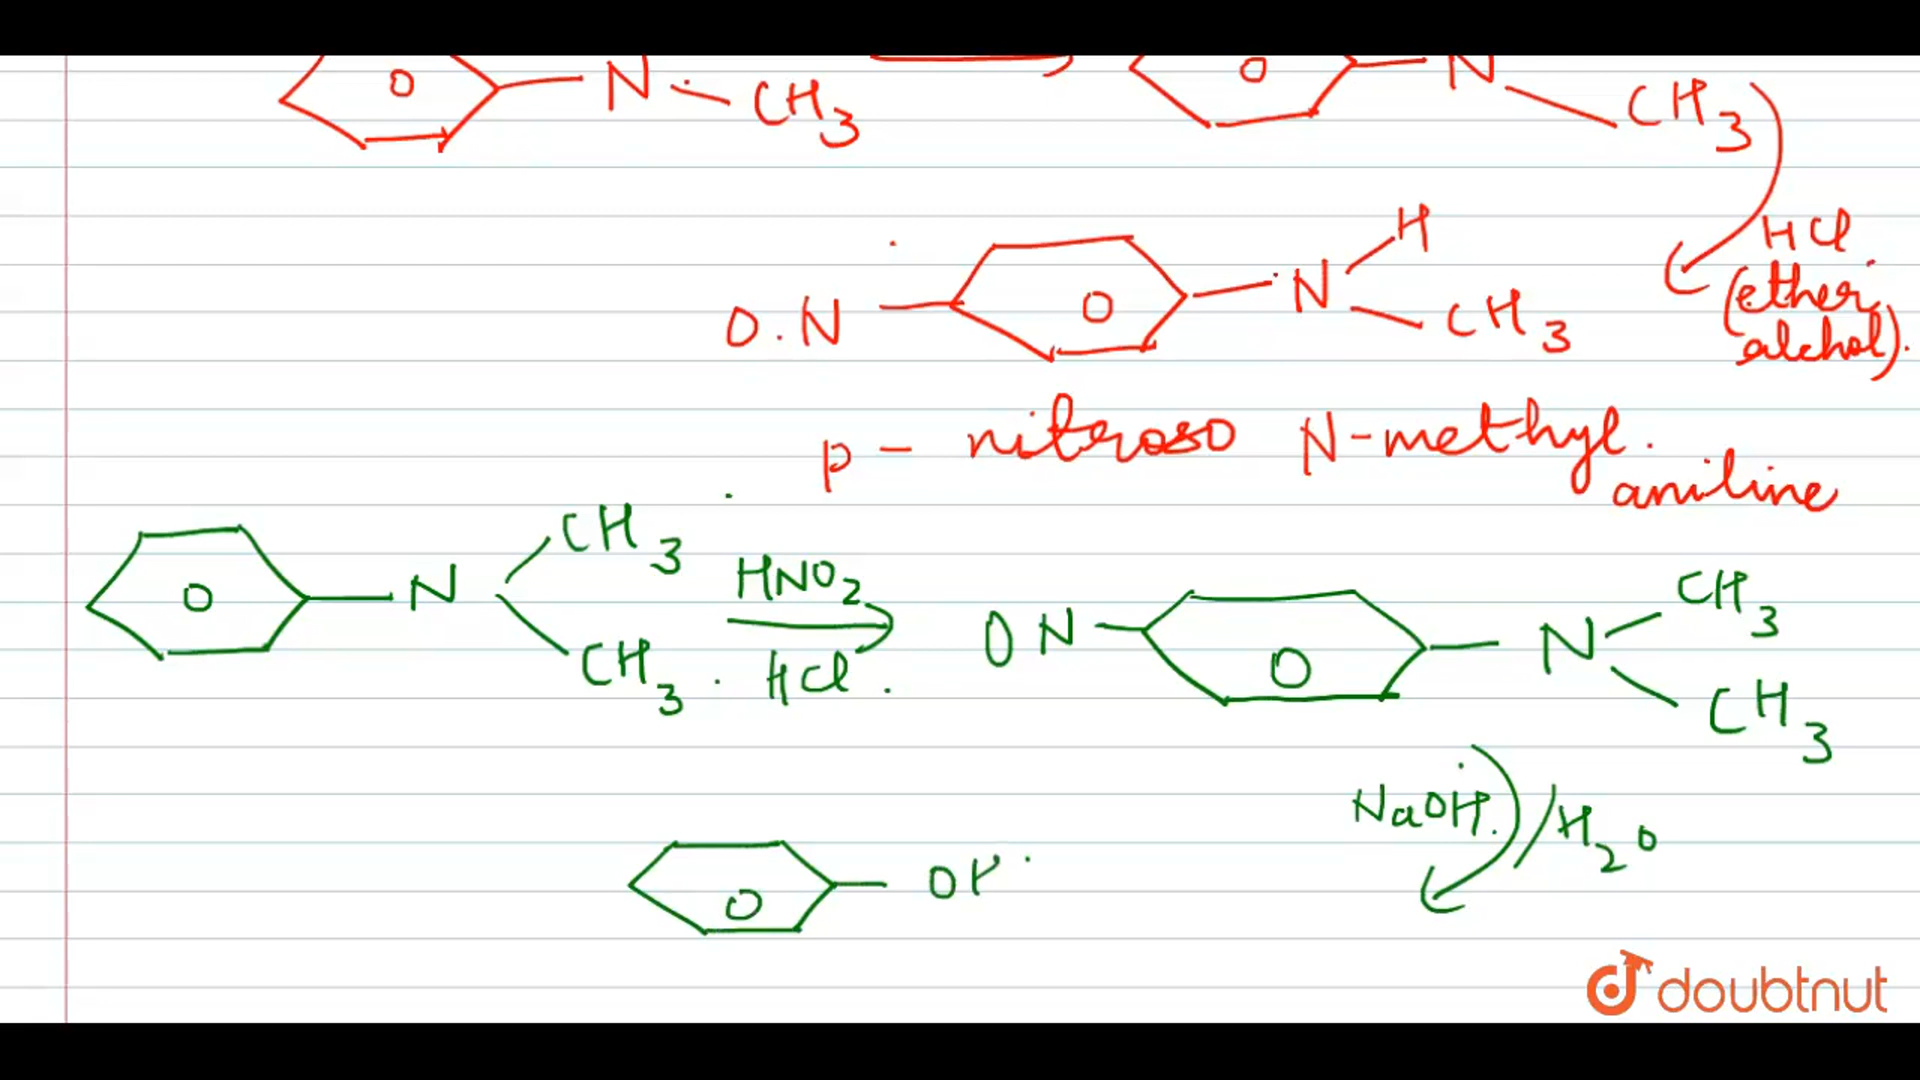 O N CH3 O N CH3
H
HCl
O.N O N CH3 (ether,
alchol).
p - nitroso N-methyl.
aniline
CH3
O N HNO2 CH3
CH3. HCl. ON O N CH3
NaOH. /H2O
O OH
doubtnut